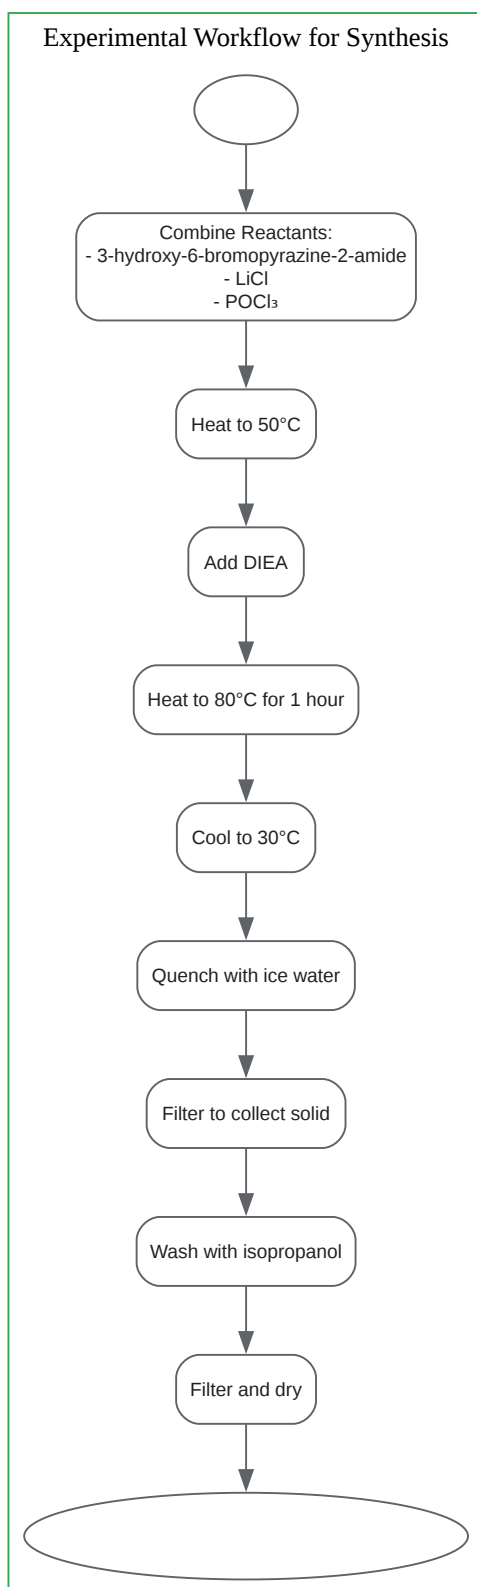 Experimental Workflow for Synthesis
Combine Reactants:
- 3-hydroxy-6-bromopyrazine-2-amide
- LiCl
- POCl₃
Heat to 50°C
Add DIEA
Heat to 80°C for 1 hour
Cool to 30°C
Quench with ice water
Filter to collect solid
Wash with isopropanol
Filter and dry